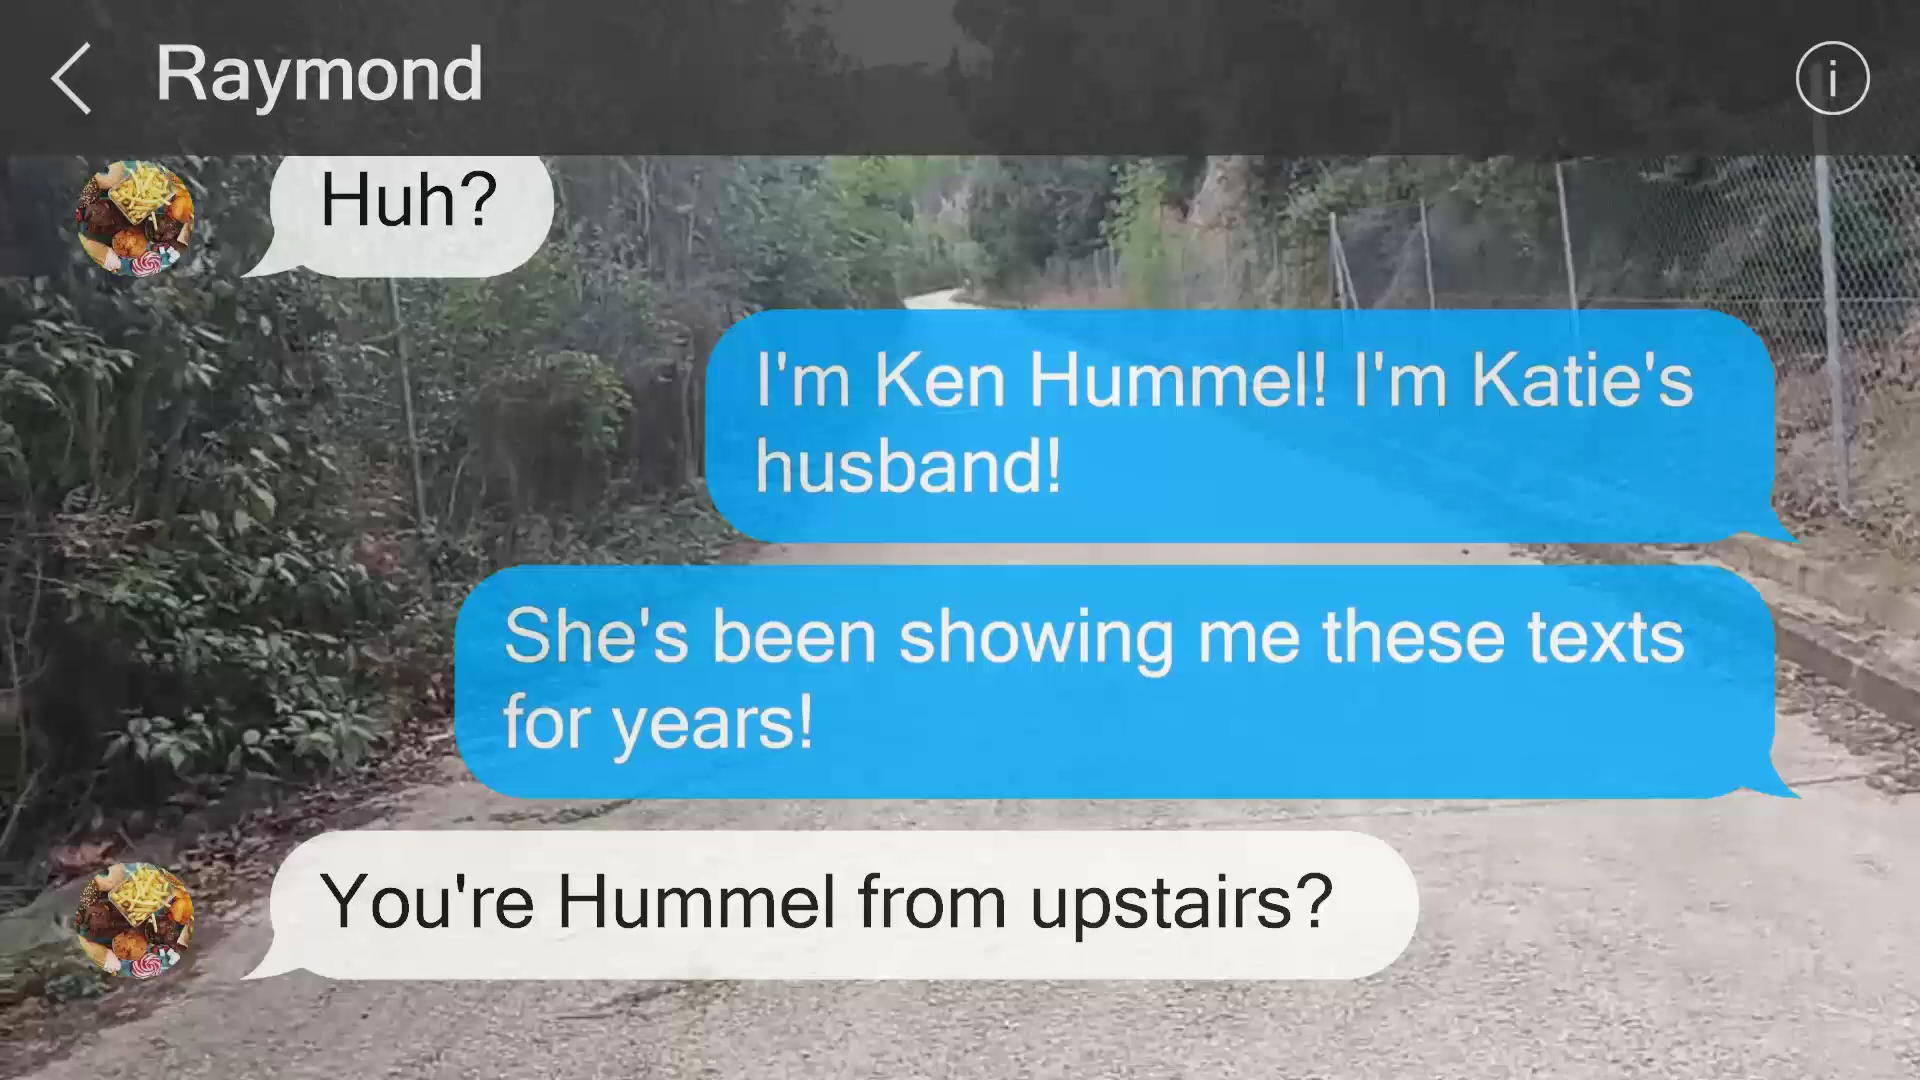 Raymond
Huh?
I'm Ken Hummel! I'm Katie's
husband!
She's been showing me these texts
for years!
You're Hummel from upstairs?